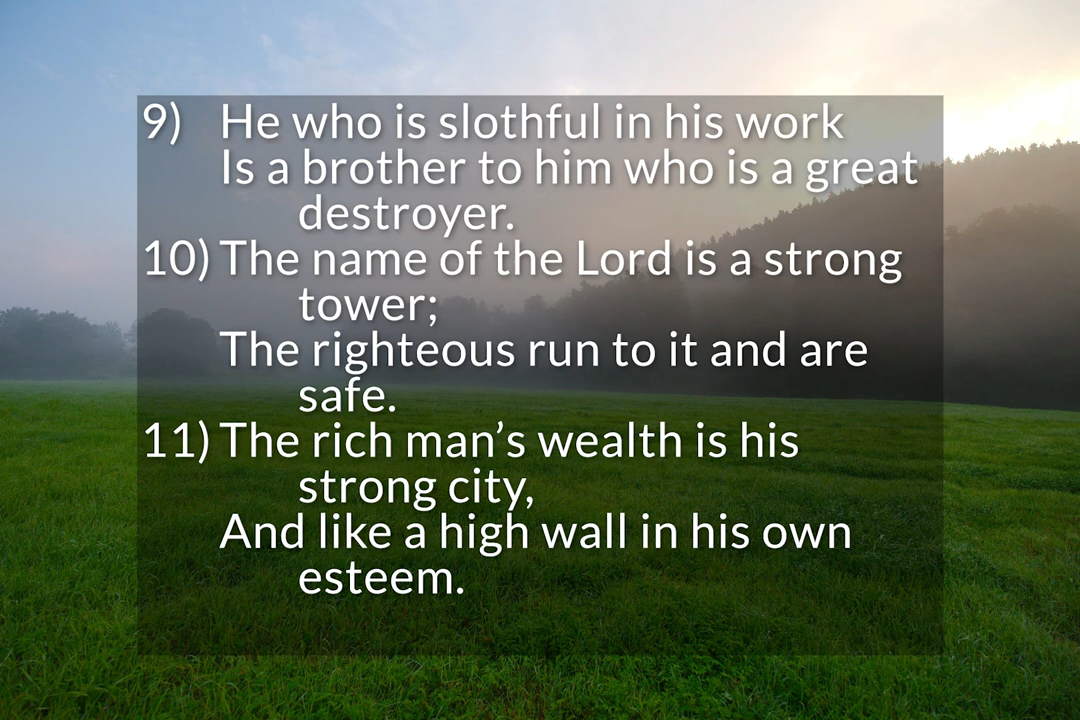 9) He who is slothful in his work
Is a brother to him who is a great
destroyer.
10) The name of the Lord is a strong
tower;
The righteous run to it and are
safe.
11) The rich man’s wealth is his
strong city,
And like a high wall in his own
esteem.